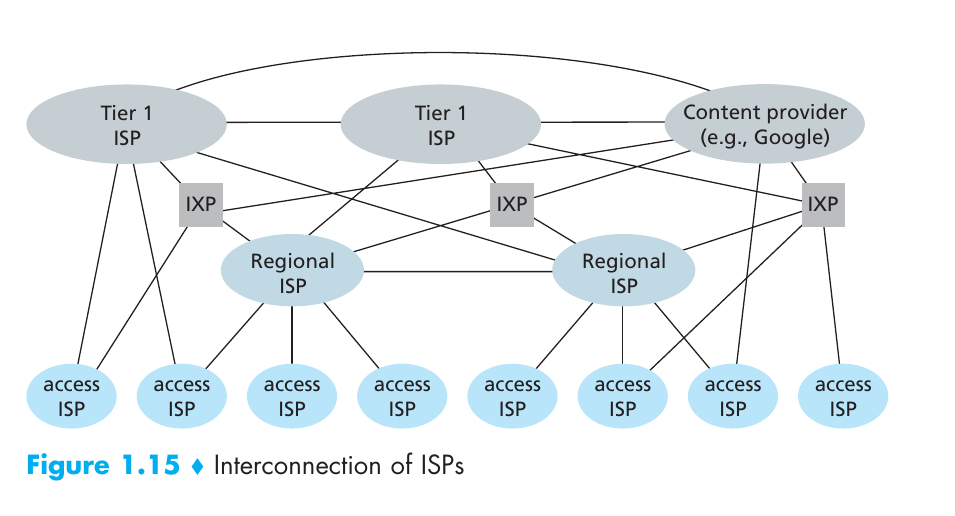 Tier 1
ISP
Tier 1
ISP
Content provider
(e.g., Google)
IXP
IXP
IXP
Regional
ISP
Regional
ISP
access
ISP
access
ISP
access
ISP
access
ISP
access
ISP
access
ISP
access
ISP
access
ISP
Figure 1.15 ♦ Interconnection of ISPs